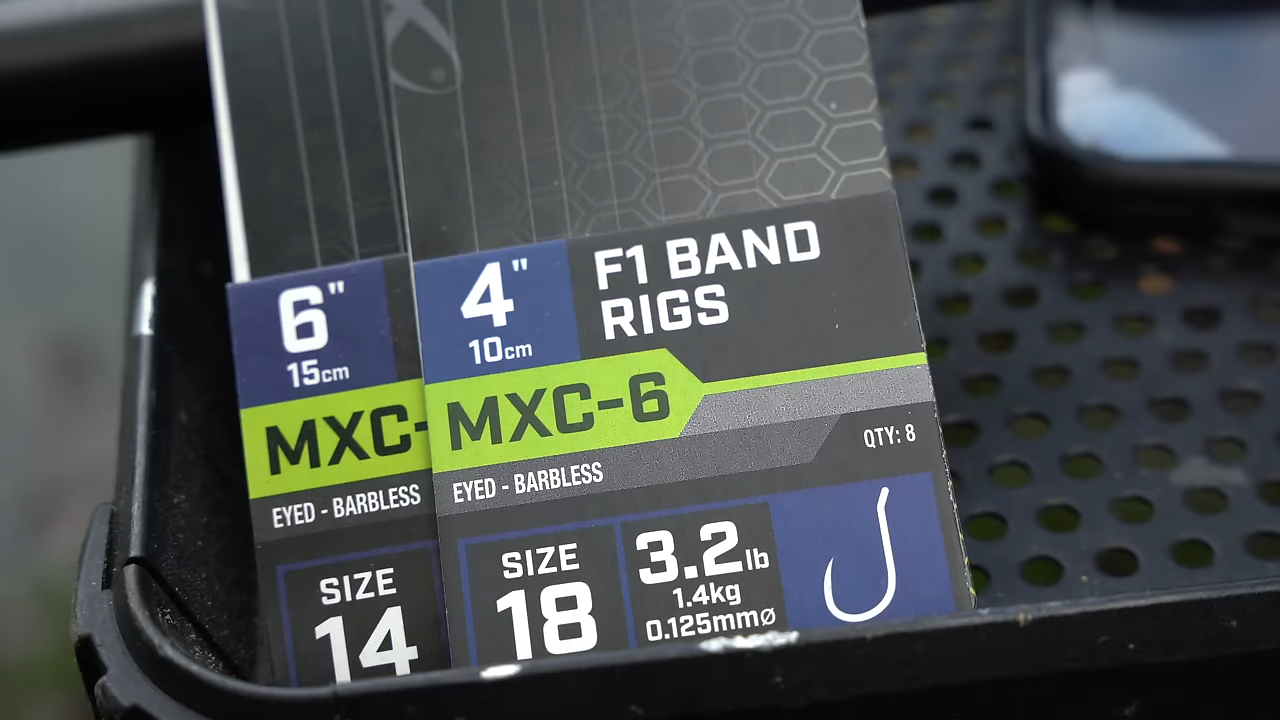 6"
15cm
MXC-
EYED - BARBLESS
SIZE
14
4"
10cm
F1 BAND
RIGS
MXC-6
EYED - BARBLESS
QTY: 8
SIZE
18
3.2lb
1.4kg
0.125mmø